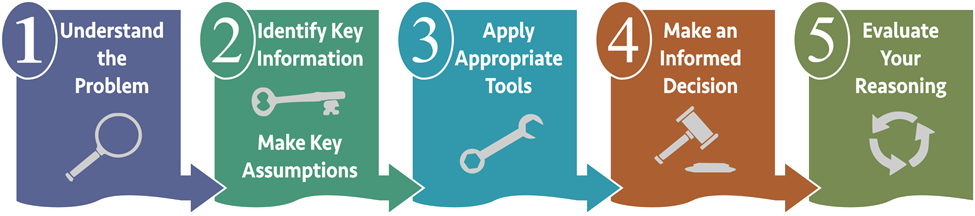 1
Understand
the
Problem
2
Identify Key
Information
Make Key
Assumptions
3
Apply
Appropriate
Tools
4
Make an
Informed
Decision
5
Evaluate
Your
Reasoning